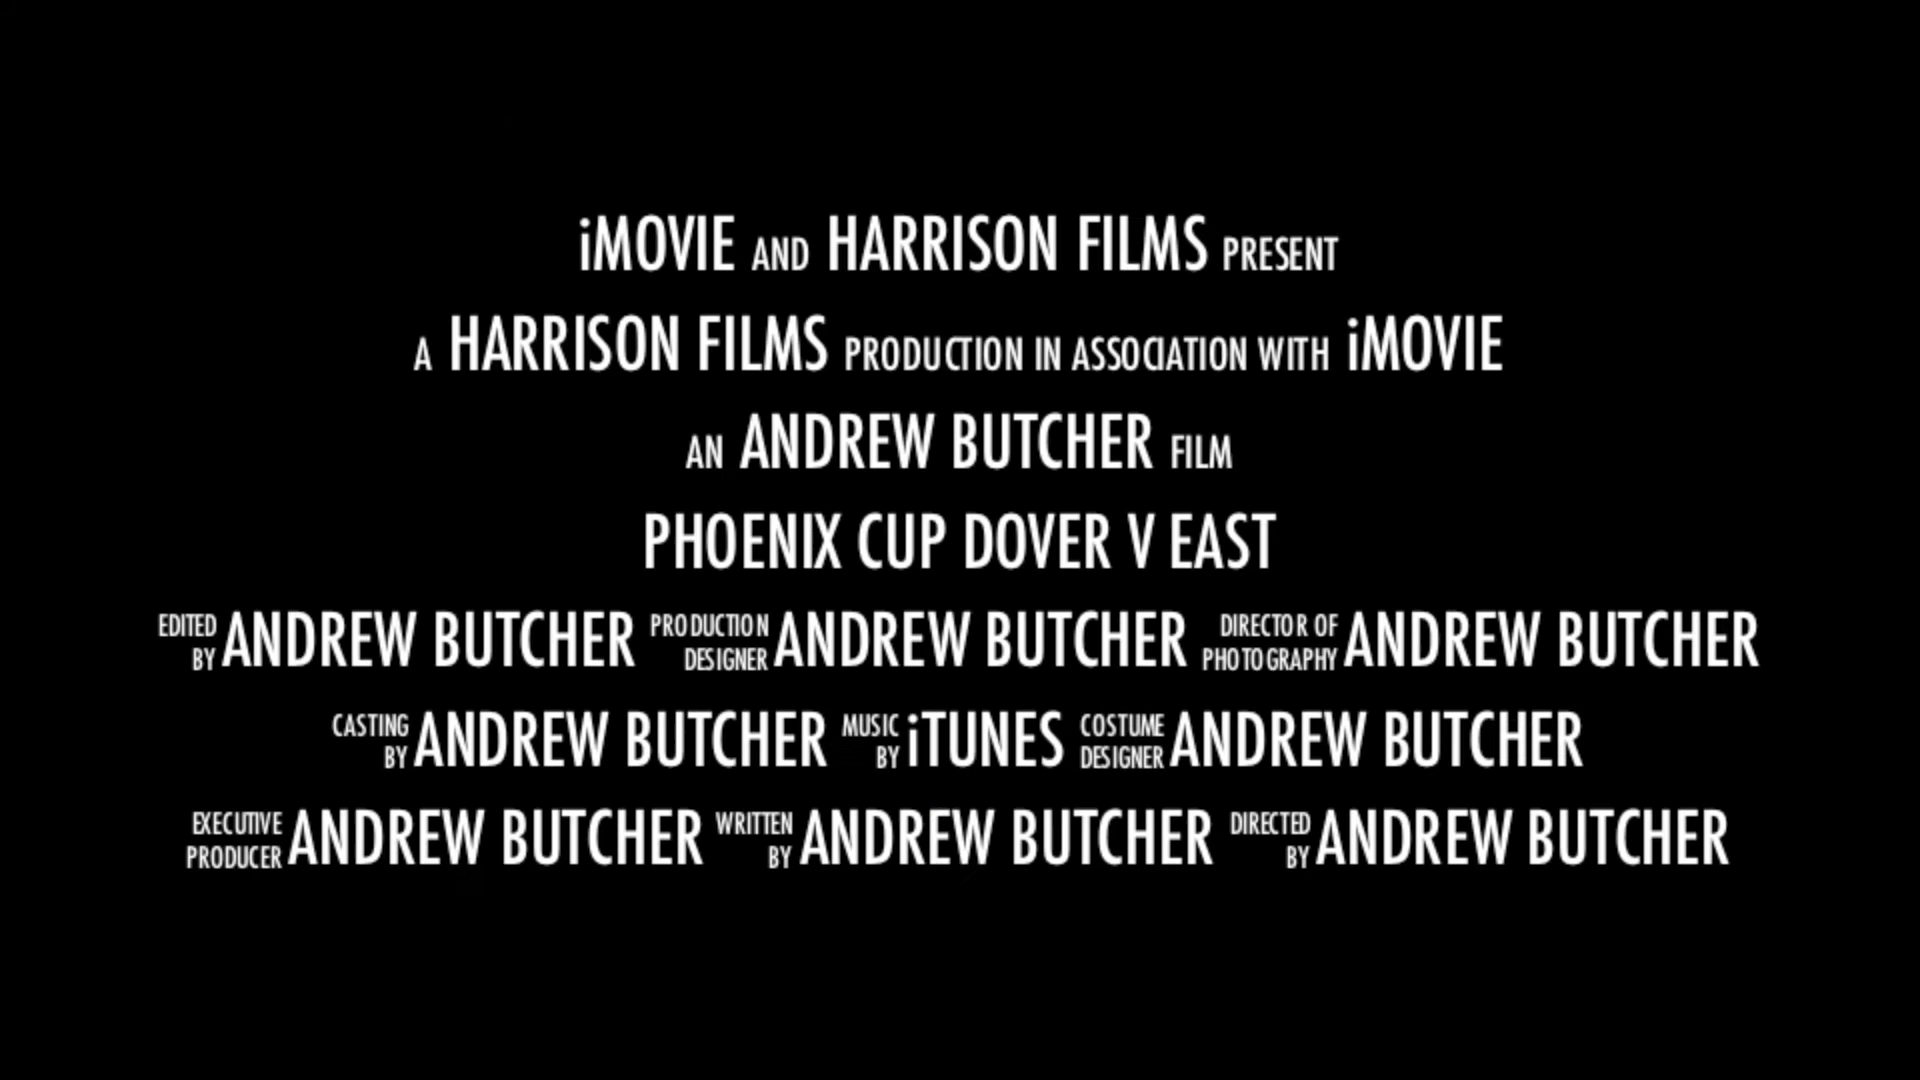 iMOVIE AND HARRISON FILMS PRESENT
A HARRISON FILMS PRODUCTION IN ASSOCIATION WITH iMOVIE
AN ANDREW BUTCHER FILM
PHOENIX CUP DOVER V EAST
EDITED BY ANDREW BUTCHER PRODUCTION DESIGNER ANDREW BUTCHER DIRECTOR OF PHOTOGRAPHY ANDREW BUTCHER
CASTING BY ANDREW BUTCHER MUSIC BY iTUNES COSTUME DESIGNER ANDREW BUTCHER
EXECUTIVE PRODUCER ANDREW BUTCHER WRITTEN BY ANDREW BUTCHER DIRECTED BY ANDREW BUTCHER